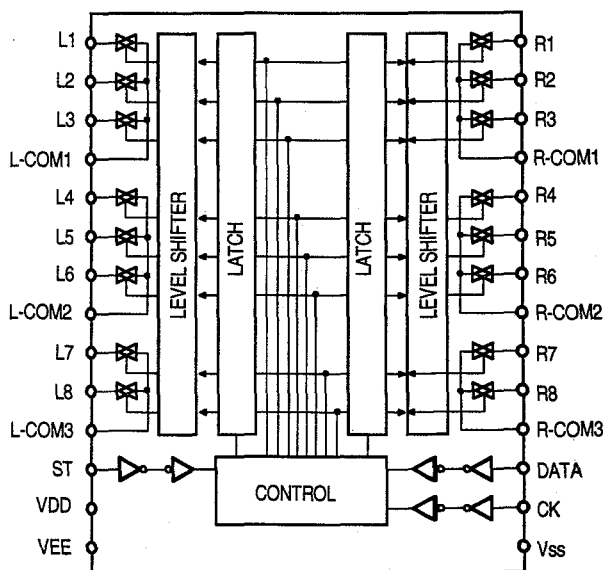 L1
L2
L3
L-COM1
L4
L5
L6
L-COM2
L7
L8
L-COM3
ST
VDD
VEE
LEVEL SHIFTER
LATCH
LATCH
LEVEL SHIFTER
CONTROL
R1
R2
R3
R-COM1
R4
R5
R6
R-COM2
R7
R8
R-COM3
DATA
CK
Vss